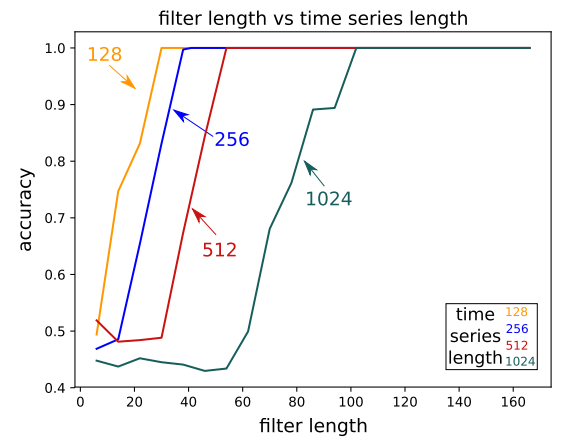 filter length vs time series length
1.0
0.9
0.8
0.7
0.6
0.5
0.4
accuracy
128
256
512
1024
time
series
length
128
256
512
1024
0 20 40 60 80 100 120 140 160
filter length